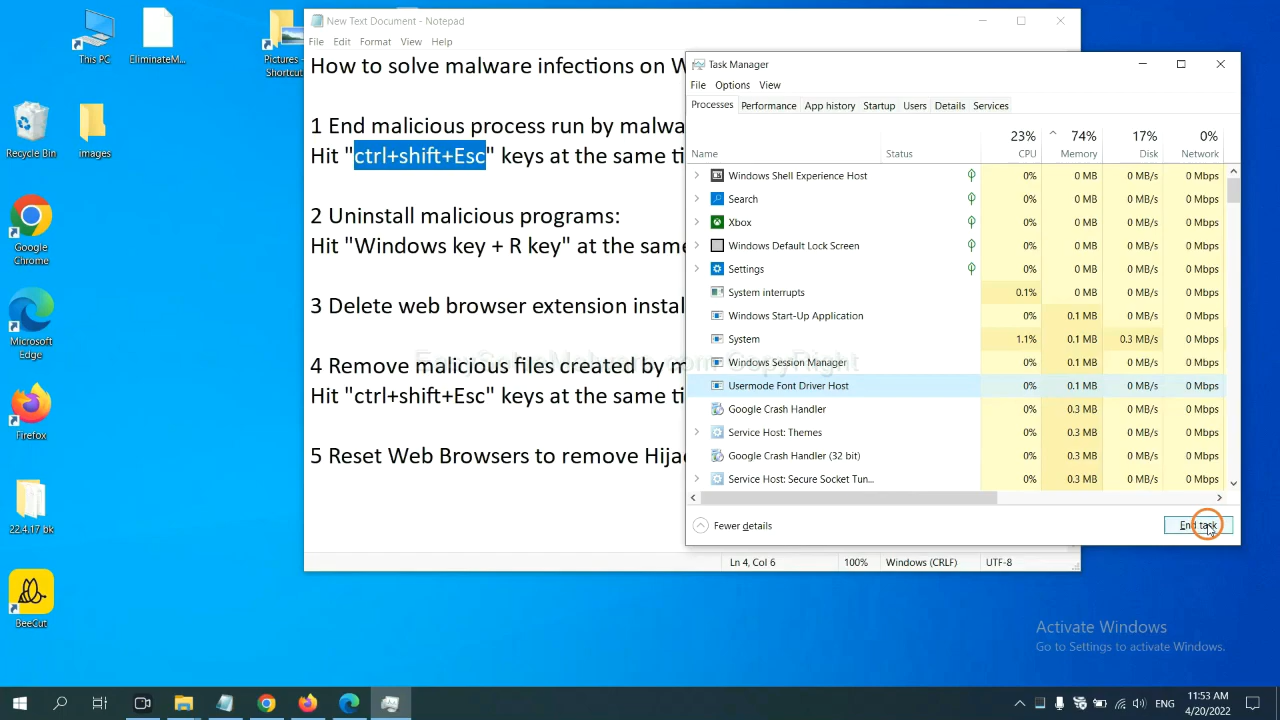 This PC
EliminateM...
Pictures - Shortcut
Recycle Bin
images
Google Chrome
Microsoft Edge
Firefox
22.4.17 bk
BeeCut
New Text Document - Notepad
File Edit Format View Help
How to solve malware infections on W
1 End malicious process run by malwa
Hit "ctrl+shift+Esc" keys at the same ti
2 Uninstall malicious programs:
Hit "Windows key + R key" at the same
3 Delete web browser extension instal
4 Remove malicious files created by m
Hit "ctrl+shift+Esc" keys at the same ti
5 Reset Web Browsers to remove Hijac
Ln 4, Col 6 100% Windows (CRLF) UTF-8
Task Manager
File Options View
Processes Performance App history Startup Users Details Services
23% 74% 17% 0%
Name Status CPU Memory Disk Network
Windows Shell Experience Host 0% 0 MB 0 MB/s 0 Mbps
Search 0% 0 MB 0 MB/s 0 Mbps
Xbox 0% 0 MB 0 MB/s 0 Mbps
Windows Default Lock Screen 0% 0 MB 0 MB/s 0 Mbps
Settings 0% 0 MB 0 MB/s 0 Mbps
System interrupts 0.1% 0 MB 0 MB/s 0 Mbps
Windows Start-Up Application 0% 0.1 MB 0 MB/s 0 Mbps
System 1.1% 0.1 MB 0.3 MB/s 0 Mbps
Windows Session Manager 0% 0.1 MB 0 MB/s 0 Mbps
Usermode Font Driver Host 0% 0.1 MB 0 MB/s 0 Mbps
Google Crash Handler 0% 0.3 MB 0 MB/s 0 Mbps
Service Host: Themes 0% 0.3 MB 0 MB/s 0 Mbps
Google Crash Handler (32 bit) 0% 0.3 MB 0 MB/s 0 Mbps
Service Host: Secure Socket Tun... 0% 0.3 MB 0 MB/s 0 Mbps
Fewer details
End task
Activate Windows
Go to Settings to activate Windows.
ENG
11:53 AM
4/20/2022